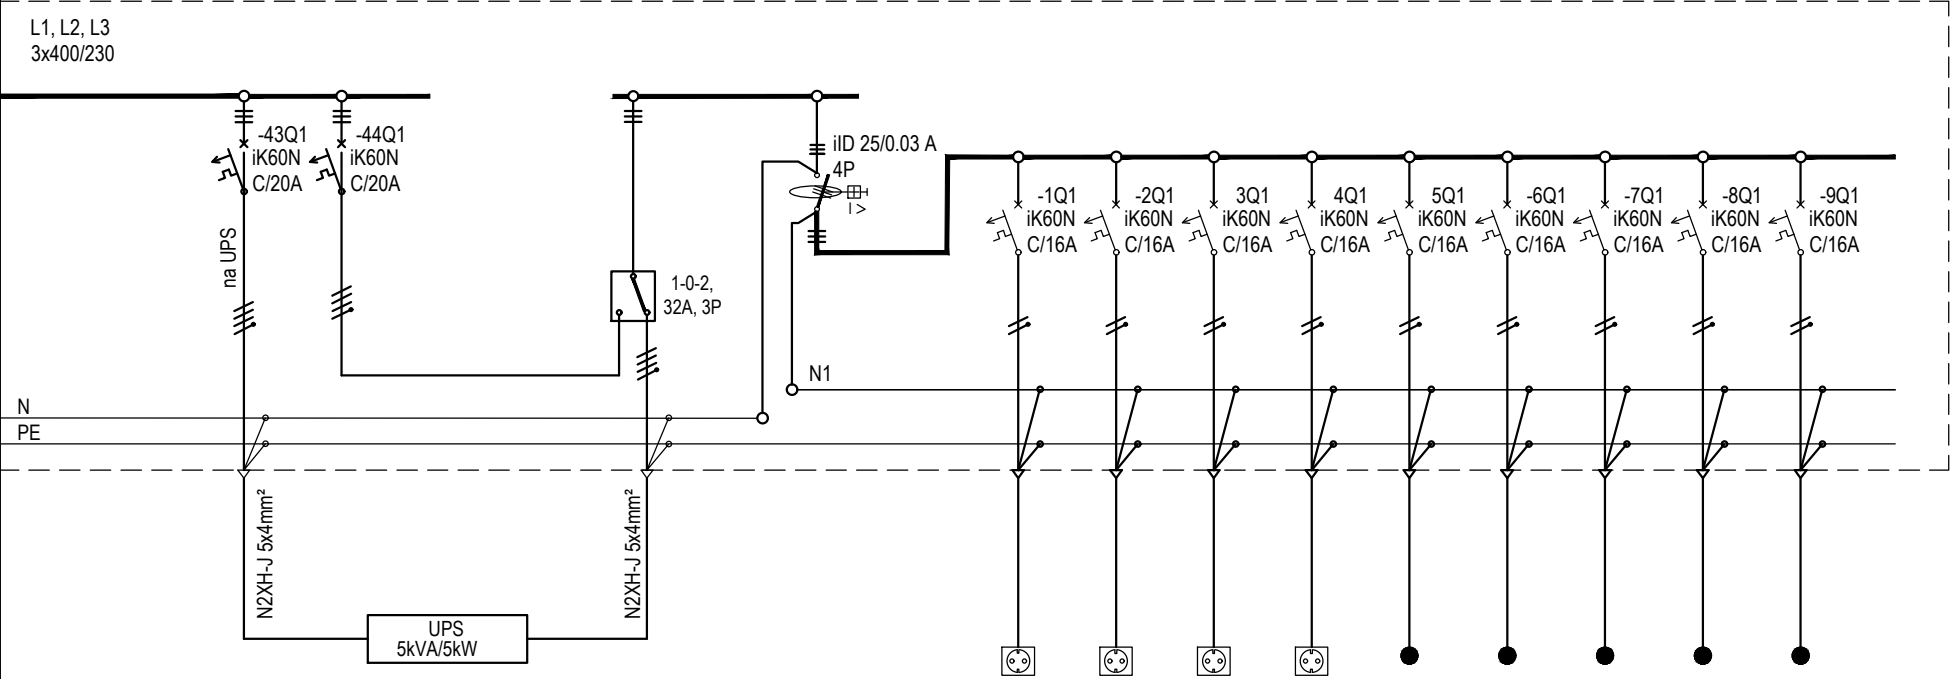 L1, L2, L3
3x400/230
-43Q1
iK60N
C/20A
-44Q1
iK60N
C/20A
na UPS
1-0-2,
32A, 3P
iID 25/0.03 A
4P
I >
-1Q1
iK60N
C/16A
-2Q1
iK60N
C/16A
3Q1
iK60N
C/16A
4Q1
iK60N
C/16A
5Q1
iK60N
C/16A
-6Q1
iK60N
C/16A
-7Q1
iK60N
C/16A
-8Q1
iK60N
C/16A
-9Q1
iK60N
C/16A
N1
N
PE
N2XH-J 5x4mm²
N2XH-J 5x4mm²
UPS
5kVA/5kW